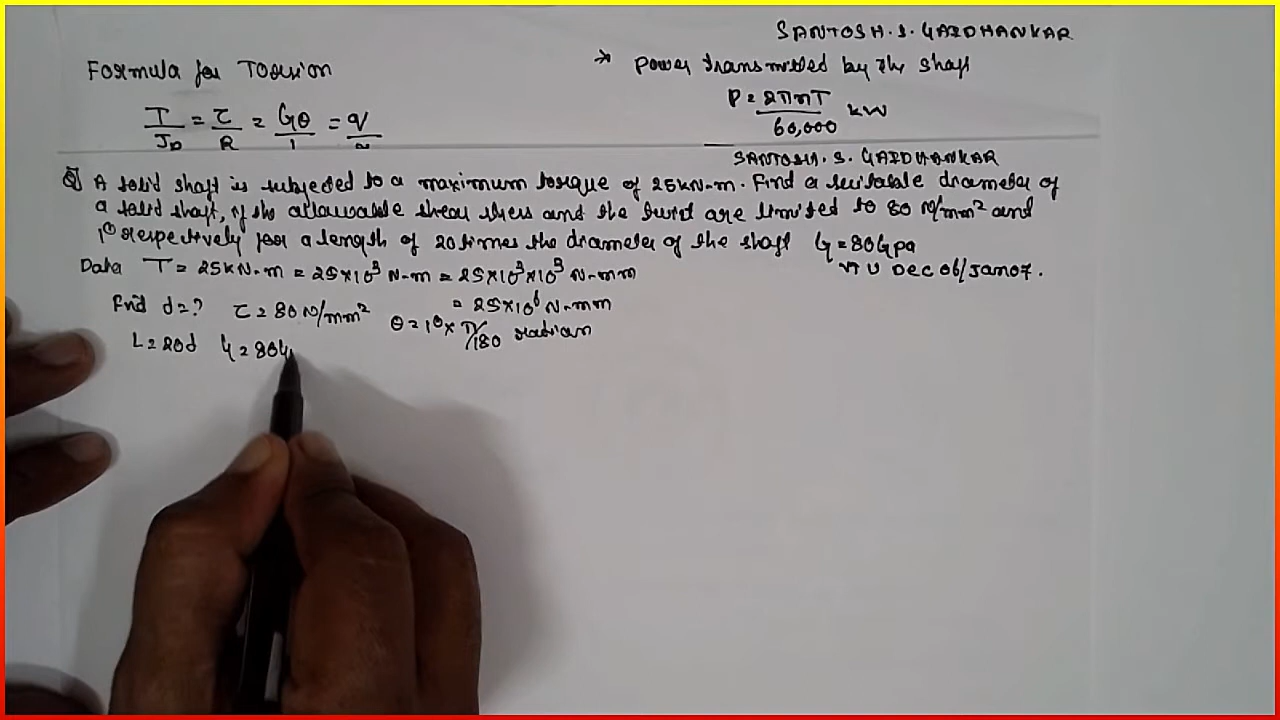 SANTOSH.S.GAIDHANKAR
Formula for Torsion
* Power transmitted by the shaft
T/Jp = τ/R = Gθ/l = q/r
P = 2πnT/60,000 kW
SANTOSH.S.GAIDHANKAR
Q A solid shaft is subjected to a maximum torque of 25kN-m. Find a suitable diameter of
a solid shaft, if the allowable shear stress and the twist are limited to 80 N/mm² and
1° respectively for a length of 20 times the diameter of the shaft G = 80Gpa
VTU Dec 06/Jan 07.
Data T = 25kN-m = 25×10³ N-m = 25×10³×10³ N-mm
= 25×10⁶ N-mm
Find d=? τ = 80 N/mm² θ = 1° × π/180 radian
L = 20d G = 80G